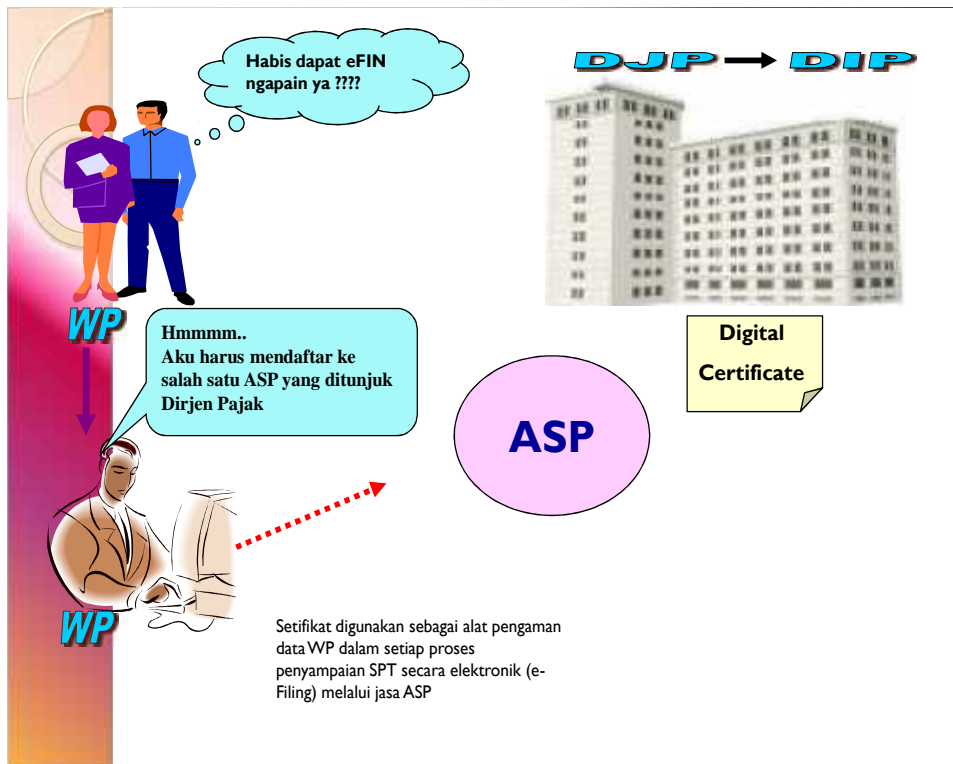 Habis dapat eFIN
ngapain ya ????
DJP
DIP
WP
Hmmmm..
Aku harus mendaftar ke
salah satu ASP yang ditunjuk
Dirjen Pajak
Digital
Certificate
ASP
WP
Setifikat digunakan sebagai alat pengaman
data WP dalam setiap proses
penyampaian SPT secara elektronik (e-
Filing) melalui jasa ASP